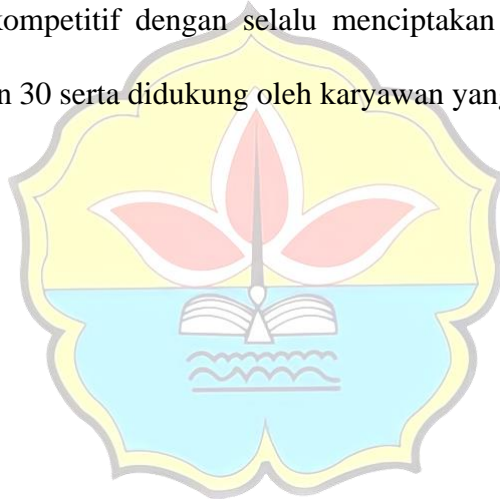 kompetitif dengan selalu menciptakan
n 30 serta didukung oleh karyawan yang